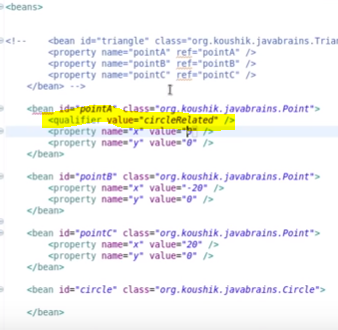 <beans>
<!-- <bean id="triangle" class="org.koushik.javabrains.Trian
<property name="pointA" ref="pointA" />
<property name="pointB" ref="pointB" />
<property name="pointC" ref="pointC" />
</bean> -->
<bean id="pointA" class="org.koushik.javabrains.Point">
<qualifier value="circleRelated" />
<property name="x" value="0" />
<property name="y" value="0" />
</bean>
<bean id="pointB" class="org.koushik.javabrains.Point">
<property name="x" value="-20" />
<property name="y" value="0" />
</bean>
<bean id="pointC" class="org.koushik.javabrains.Point">
<property name="x" value="20" />
<property name="y" value="0" />
</bean>
<bean id="circle" class="org.koushik.javabrains.Circle">
</bean>